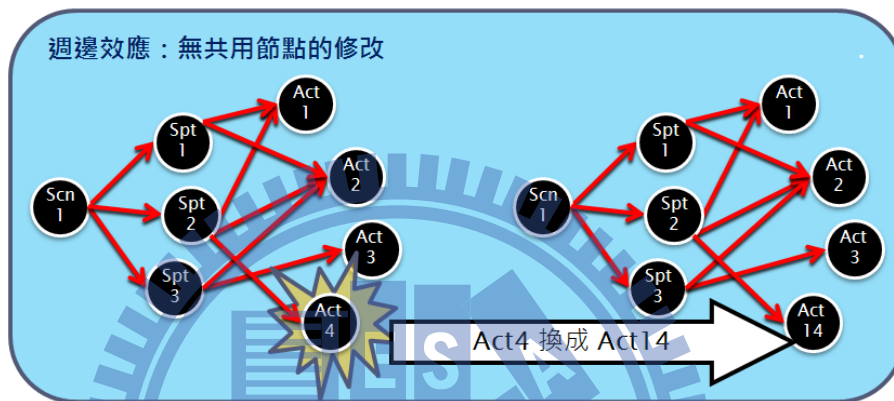 週邊效應：無共用節點的修改
Scn
1
Spt
1
Spt
2
Spt
3
Act
1
Act
2
Act
3
Act
4
Act4 換成 Act14
Scn
1
Spt
1
Spt
2
Spt
3
Act
1
Act
2
Act
3
Act
14
E S A